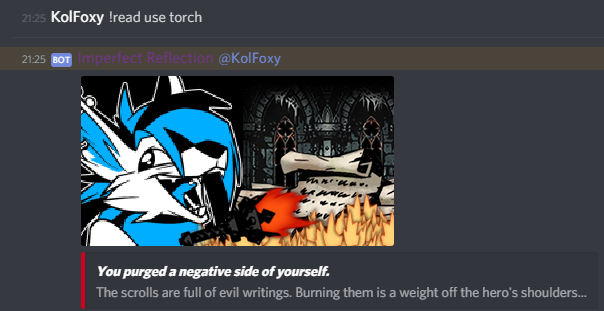 21:25 KolFoxy !read use torch
21:25 BOT Imperfect Reflection @KolFoxy
You purged a negative side of yourself.
The scrolls are full of evil writings. Burning them is a weight off the hero's shoulders...